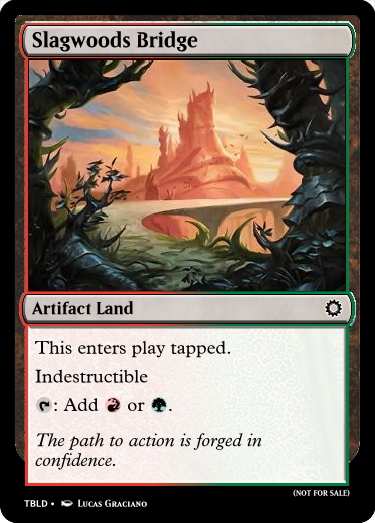 Slagwoods Bridge
Artifact Land
This enters play tapped.
Indestructible
: Add or .
The path to action is forged in
confidence.
(NOT FOR SALE)
TBLD • Lucas Graciano